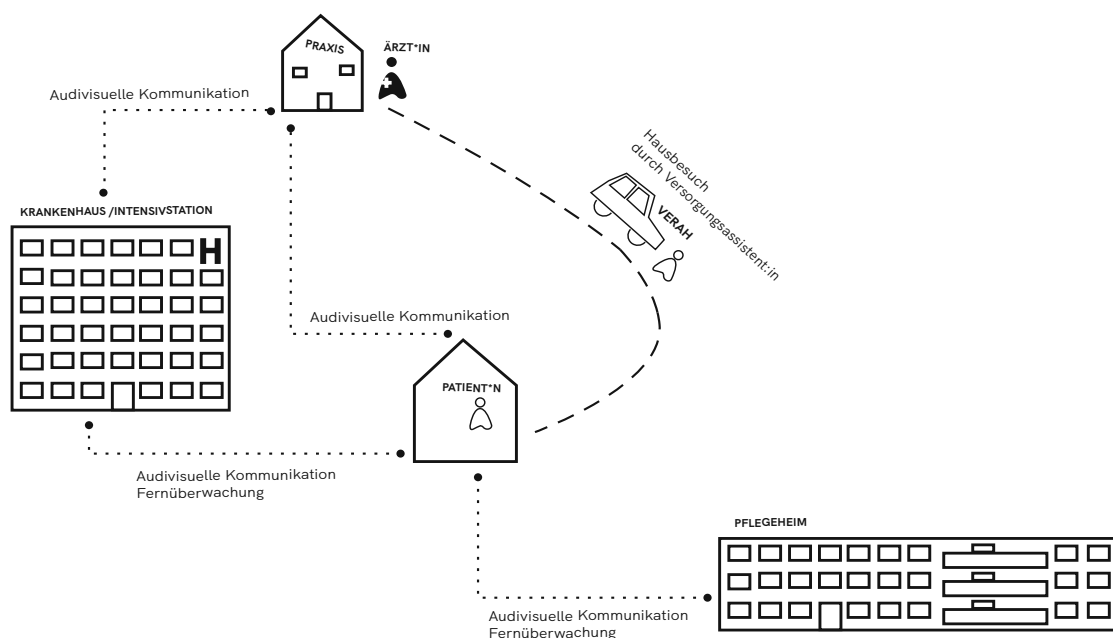 PRAXIS
ÄRZT*IN
Audivisuelle Kommunikation
Hausbesuch
durch Versorgungsassistent:in
VERAH
KRANKENHAUS /INTENSIVSTATION
H
Audivisuelle Kommunikation
PATIENT*N
Audivisuelle Kommunikation
Fernüberwachung
PFLEGEHEIM
Audivisuelle Kommunikation
Fernüberwachung